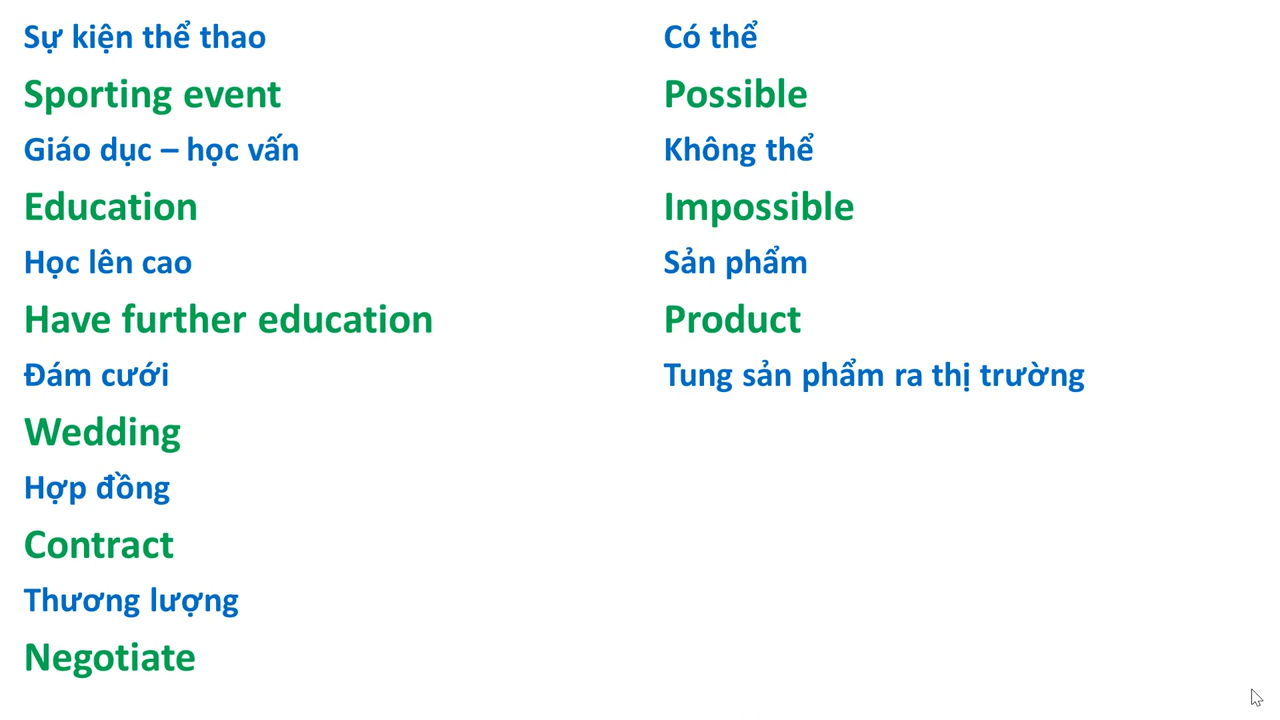 Sự kiện thể thao
Sporting event
Giáo dục – học vấn
Education
Học lên cao
Have further education
Đám cưới
Wedding
Hợp đồng
Contract
Thương lượng
Negotiate
Có thể
Possible
Không thể
Impossible
Sản phẩm
Product
Tung sản phẩm ra thị trường